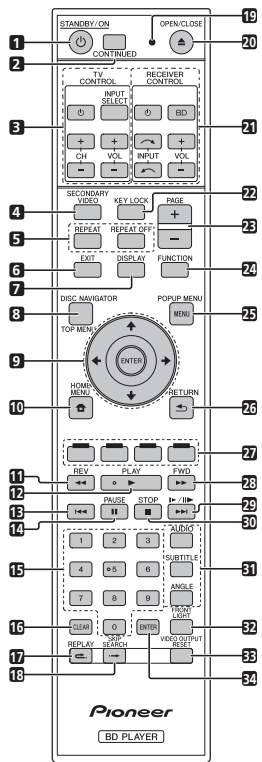 STANDBY/ON
OPEN/CLOSE
19
1
20
CONTINUED
2
TV CONTROL
RECEIVER CONTROL
INPUT SELECT
BD
3
21
+ + + +
CH VOL INPUT VOL
− − − −
SECONDARY VIDEO
KEY LOCK
PAGE
22
4
+
23
REPEAT
REPEAT OFF
5
−
EXIT
DISPLAY
FUNCTION
6
24
7
DISC NAVIGATOR
POPUP MENU
25
8
MENU
TOP MENU
9
ENTER
HOME MENU
RETURN
10
26
27
REV
PLAY
FWD
11
28
12
PAUSE
STOP
29
13
30
14
AUDIO
1 2 3
15
SUBTITLE
4 5 6
31
ANGLE
7 8 9
FRONT LIGHT
16
CLEAR
0
ENTER
32
REPLAY
SKIP SEARCH
VIDEO OUTPUT RESET
17
33
18
34
Pioneer
BD PLAYER